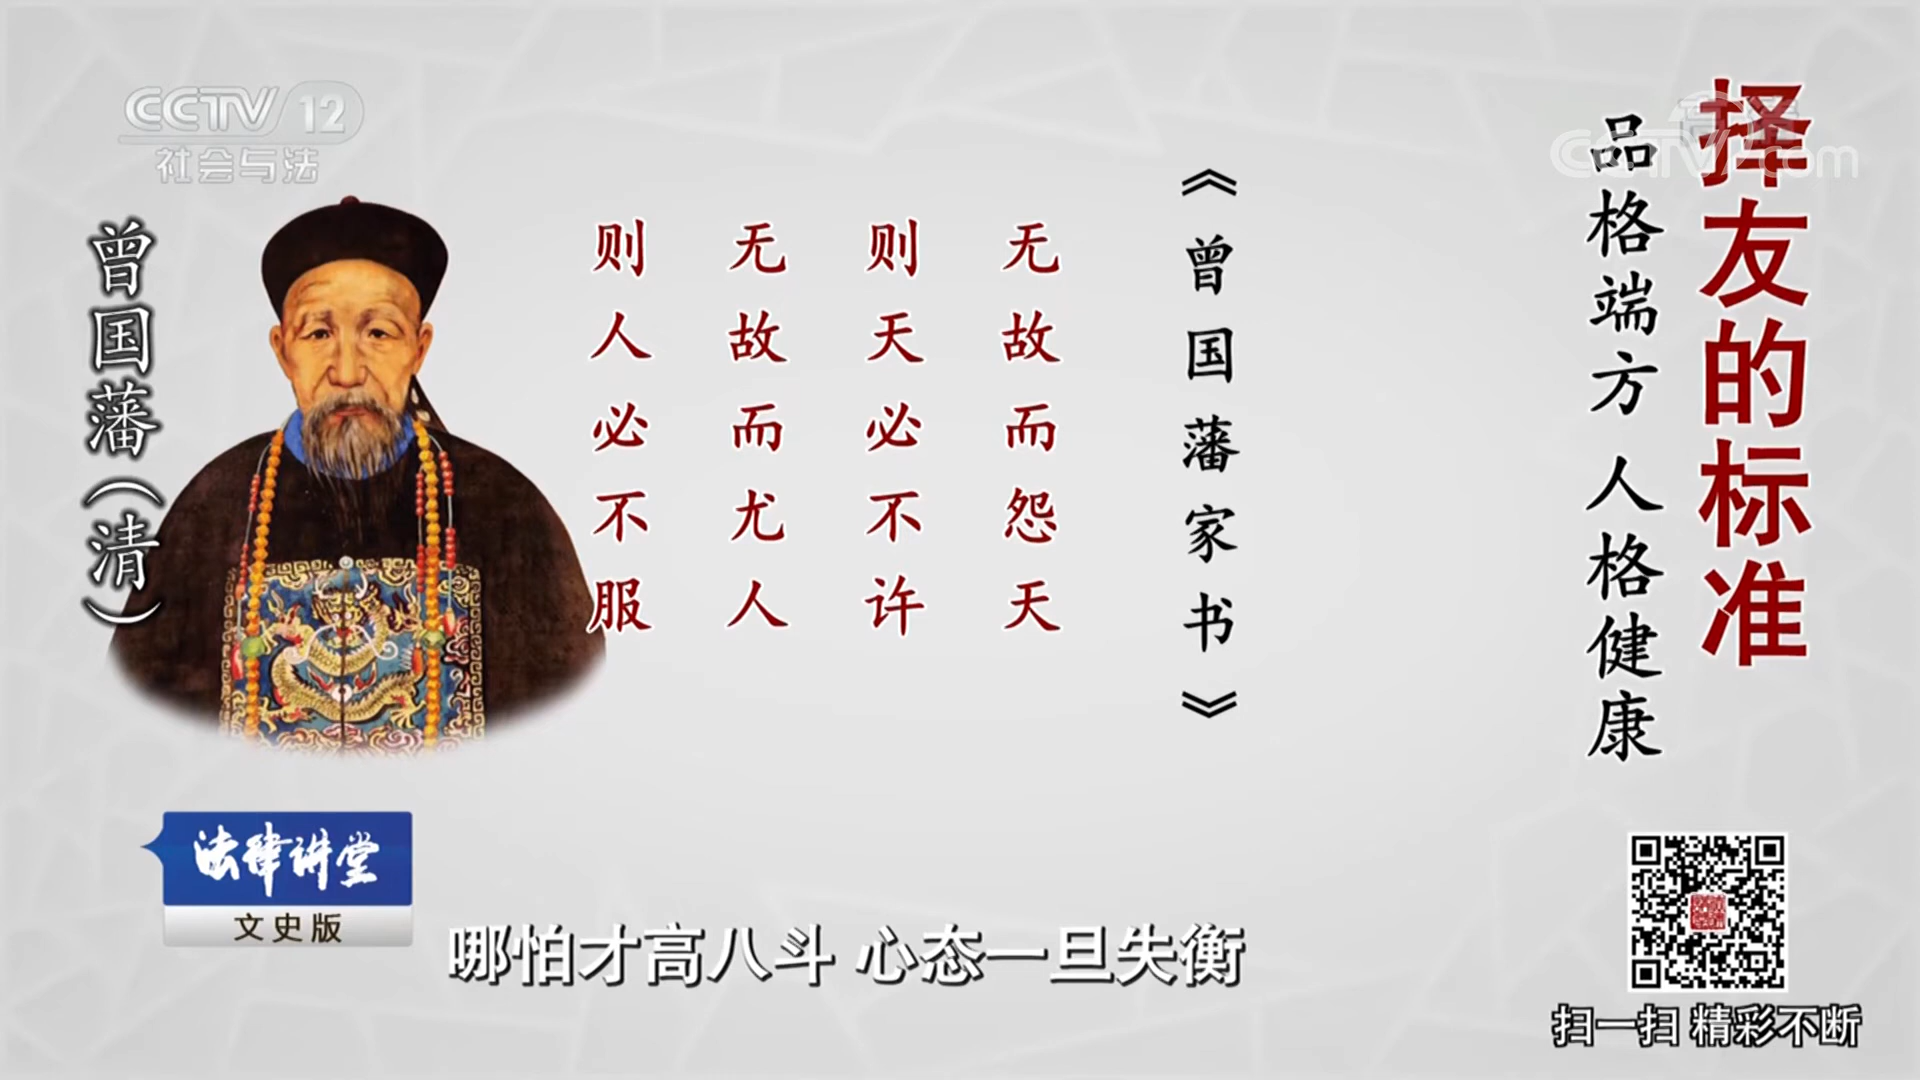 CCTV 12
社会与法
CCTV.com
择友的标准
品格端方 人格健康
《曾国藩家书》
无故而怨天
则天必不许
无故而尤人
则人必不服
曾国藩（清）
法律讲堂
文史版
哪怕才高八斗 心态一旦失衡
扫一扫 精彩不断